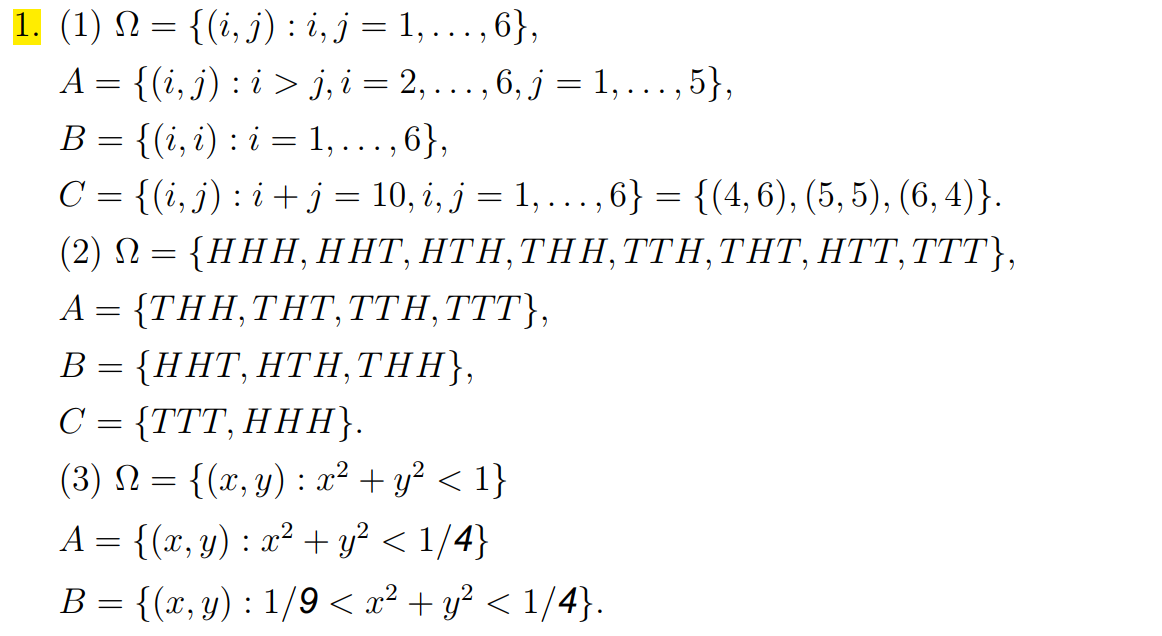 1. (1) Ω = {(i, j) : i, j = 1, . . . , 6},
A = {(i, j) : i > j, i = 2, . . . , 6, j = 1, . . . , 5},
B = {(i, i) : i = 1, . . . , 6},
C = {(i, j) : i + j = 10, i, j = 1, . . . , 6} = {(4, 6), (5, 5), (6, 4)}.
(2) Ω = {HHH, HHT, HTH, THH, TTH, THT, HTT, TTT},
A = {THH, THT, TTH, TTT},
B = {HHT, HTH, THH},
C = {TTT, HHH}.
(3) Ω = {(x, y) : x² + y² < 1}
A = {(x, y) : x² + y² < 1/4}
B = {(x, y) : 1/9 < x² + y² < 1/4}.